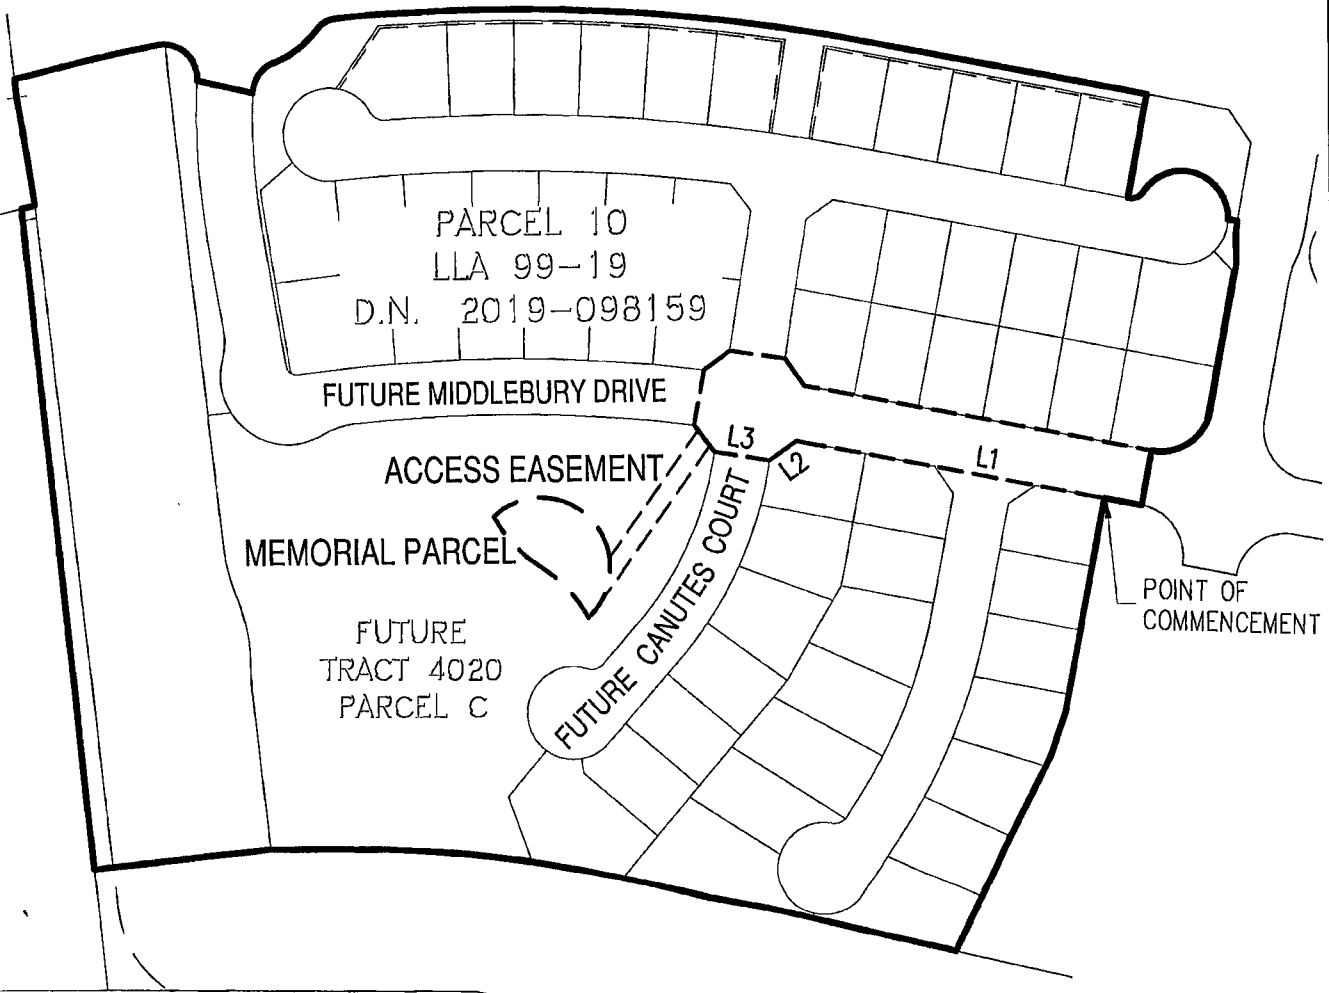 PARCEL 10
LLA 99-19
D.N. 2019-098159
FUTURE MIDDLEBURY DRIVE
L3
L2
L1
ACCESS EASEMENT
MEMORIAL PARCEL
FUTURE CANUTES COURT
POINT OF
COMMENCEMENT
FUTURE
TRACT 4020
PARCEL C